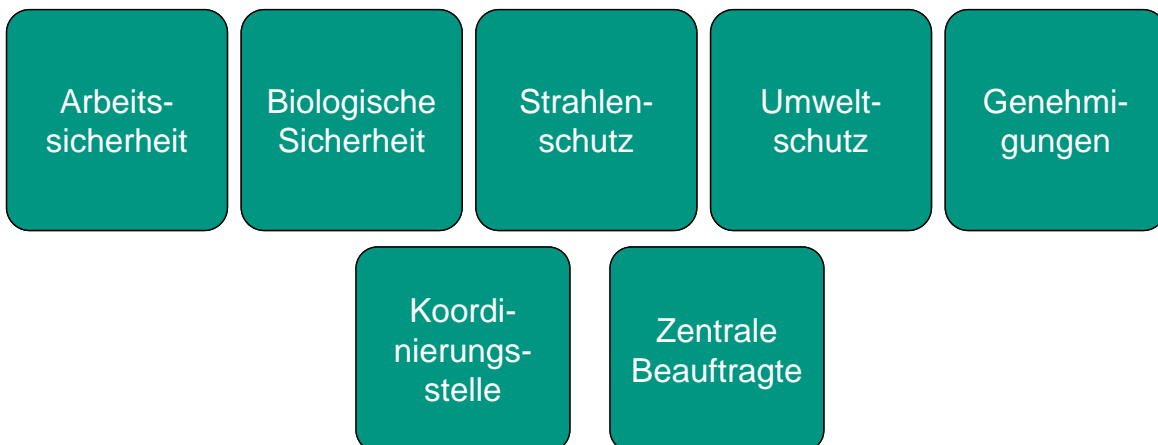 Arbeits-
sicherheit
Biologische
Sicherheit
Strahlen-
schutz
Umwelt-
schutz
Genehmi-
gungen
Koordi-
nierungs-
stelle
Zentrale
Beauftragte